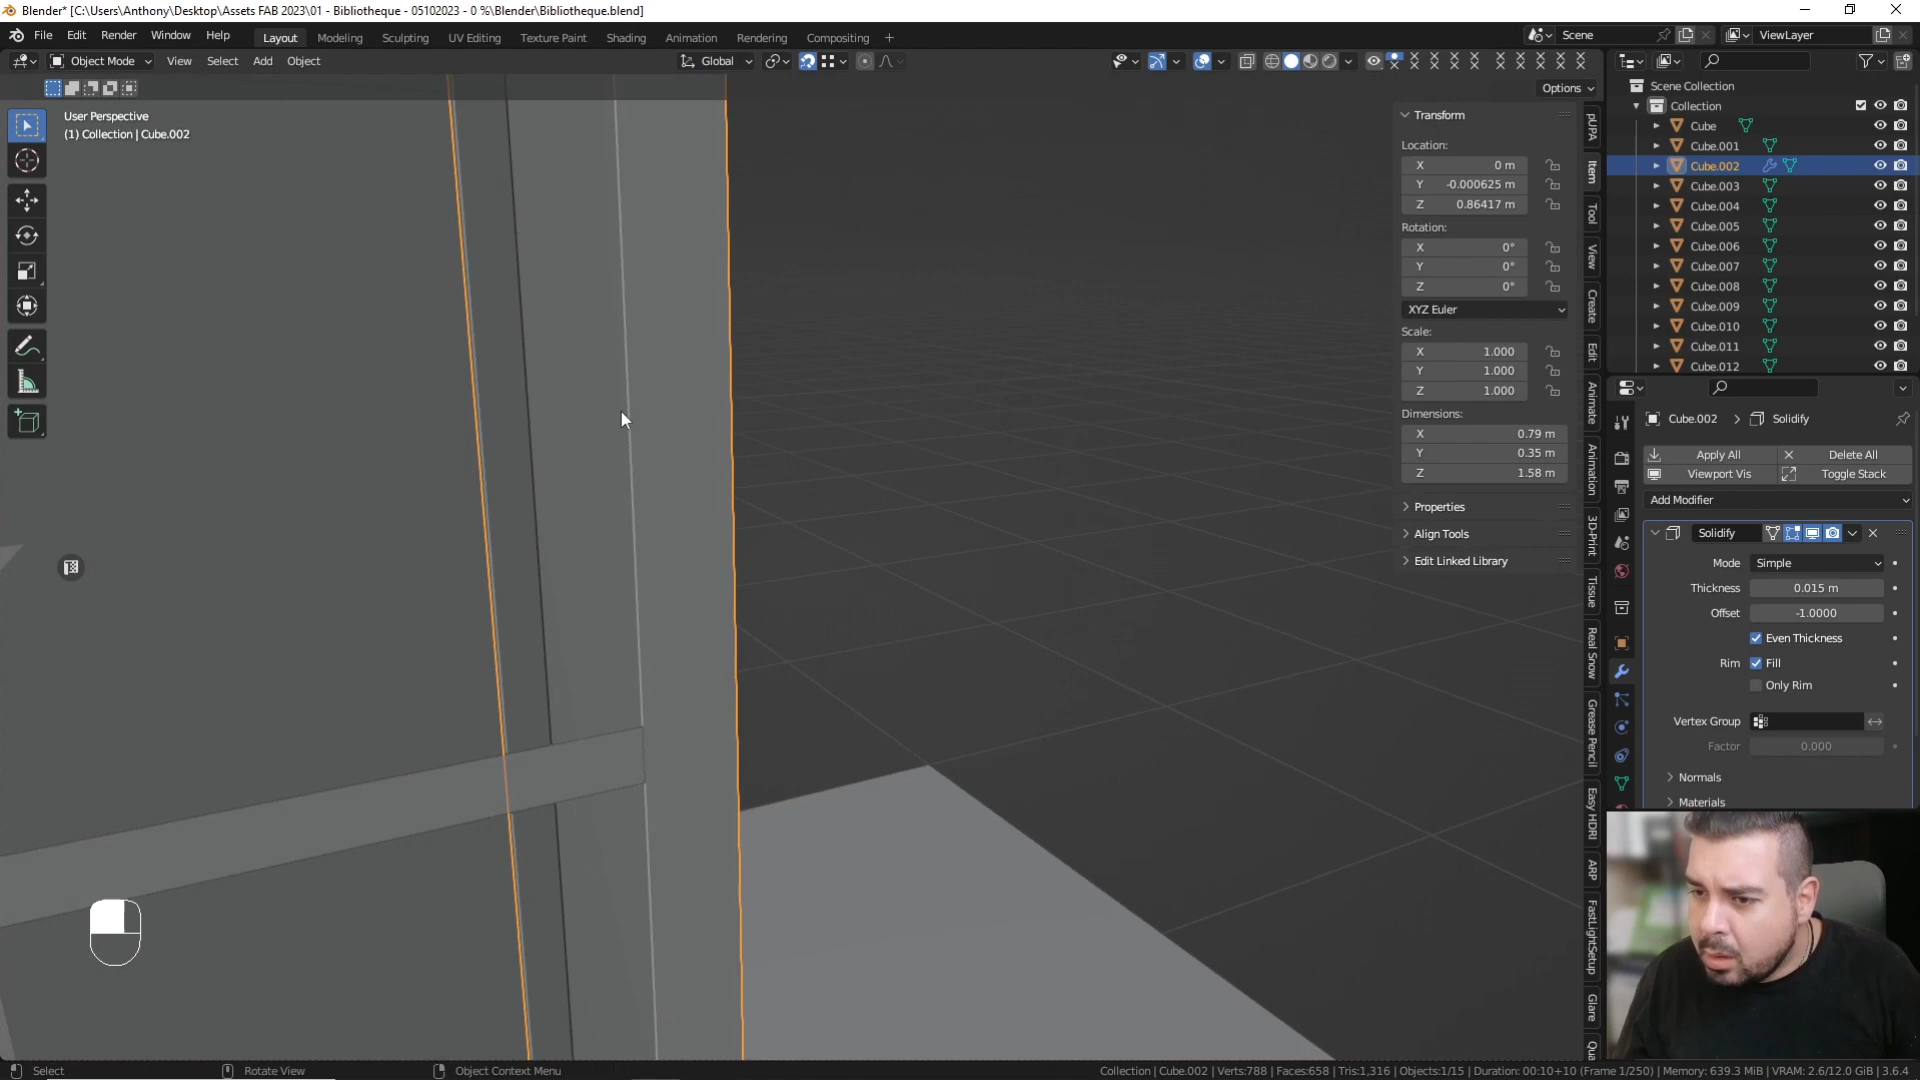 Blender* [C:\Users\Anthony\Desktop\Assets FAB 2023\01 - Bibliotheque - 05102023 - 0 %\Blender\Bibliotheque.blend]
File Edit Render Window Help Layout Modeling Sculpting UV Editing Texture Paint Shading Animation Rendering Compositing + Scene ViewLayer
Object Mode View Select Add Object Global
Options
User Perspective
(1) Collection | Cube.002
Transform
Location:
X 0 m
Y -0.000625 m
Z 0.86417 m
Rotation:
X 0°
Y 0°
Z 0°
XYZ Euler
Scale:
X 1.000
Y 1.000
Z 1.000
Dimensions:
X 0.79 m
Y 0.35 m
Z 1.58 m
Properties
Align Tools
Edit Linked Library
pUPA
Item
Tool
View
Create
Edit
Animate
Animation
3D-Print
Tissue
Real Snow
Grease Pencil
Easy HDRI
ARP
FastLightSetup
Glare
Qua
Scene Collection
Collection
Cube
Cube.001
Cube.002
Cube.003
Cube.004
Cube.005
Cube.006
Cube.007
Cube.008
Cube.009
Cube.010
Cube.011
Cube.012
Cube.002 > Solidify
Apply All Delete All
Viewport Vis Toggle Stack
Add Modifier
Solidify
Mode Simple
Thickness 0.015 m
Offset -1.0000
Even Thickness
Rim Fill
Only Rim
Vertex Group
Factor 0.000
Normals
Materials
Select Rotate View Object Context Menu Collection | Cube.002 | Verts:788 | Faces:658 | Tris:1,316 | Objects:1/15 | Duration: 00:10+10 (Frame 1/250) | Memory: 639.3 MiB | VRAM: 2.6/12.0 GiB | 3.6.4